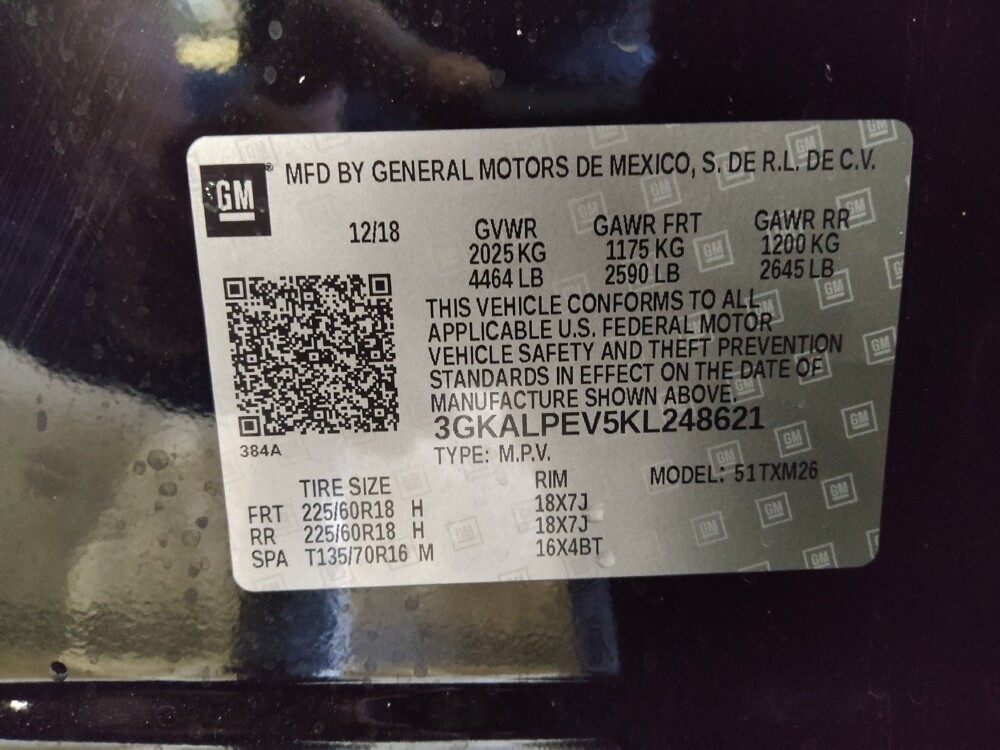 GM® MFD BY GENERAL MOTORS DE MEXICO, S. DE R.L. DE C.V.
12/18 GVWR GAWR FRT GAWR RR
2025 KG 1175 KG 1200 KG
4464 LB 2590 LB 2645 LB
THIS VEHICLE CONFORMS TO ALL
APPLICABLE U.S. FEDERAL MOTOR
VEHICLE SAFETY AND THEFT PREVENTION
STANDARDS IN EFFECT ON THE DATE OF
MANUFACTURE SHOWN ABOVE.
3GKALPEV5KL248621
384A
TYPE: M.P.V. MODEL: 51TXM26
TIRE SIZE RIM
FRT 225/60R18 H 18X7J
RR 225/60R18 H 18X7J
SPA T135/70R16 M 16X4BT